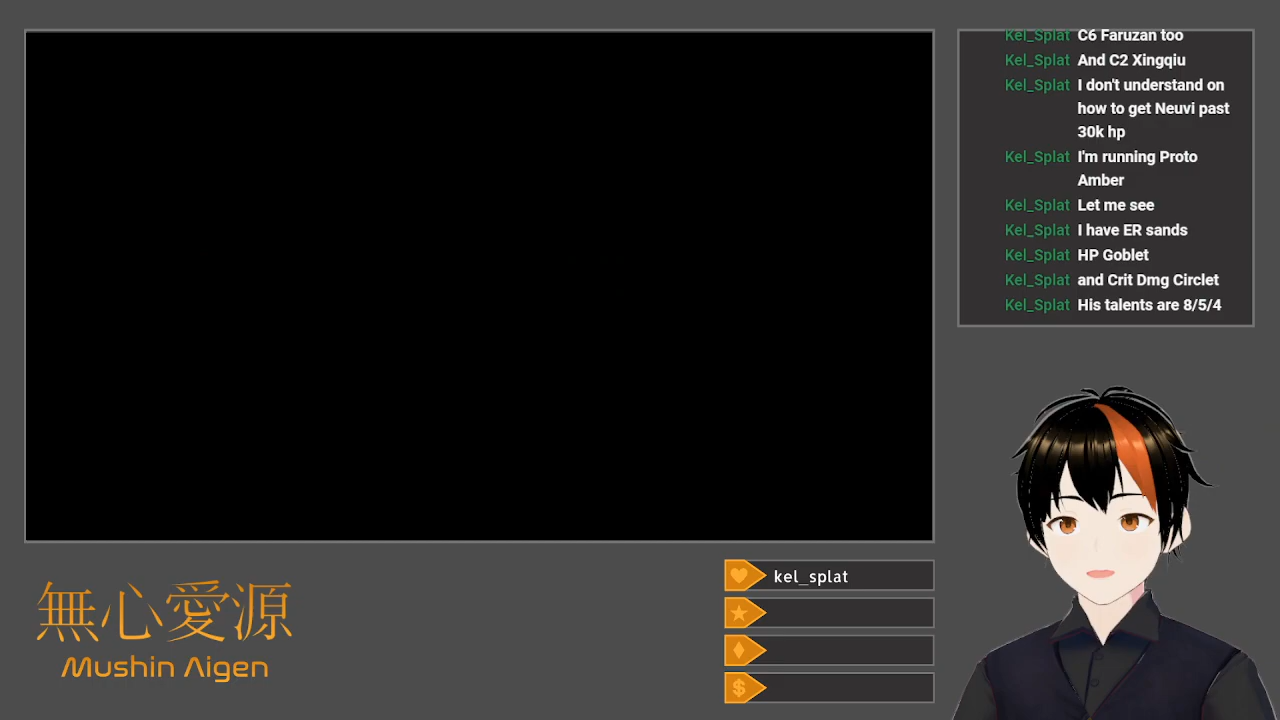 Kel_Splat C6 Faruzan too
Kel_Splat And C2 Xingqiu
Kel_Splat I don't understand on
how to get Neuvi past
30k hp
Kel_Splat I'm running Proto
Amber
Kel_Splat Let me see
Kel_Splat I have ER sands
Kel_Splat HP Goblet
Kel_Splat and Crit Dmg Circlet
Kel_Splat His talents are 8/5/4
kel_splat
無心愛源
Mushin Aigen